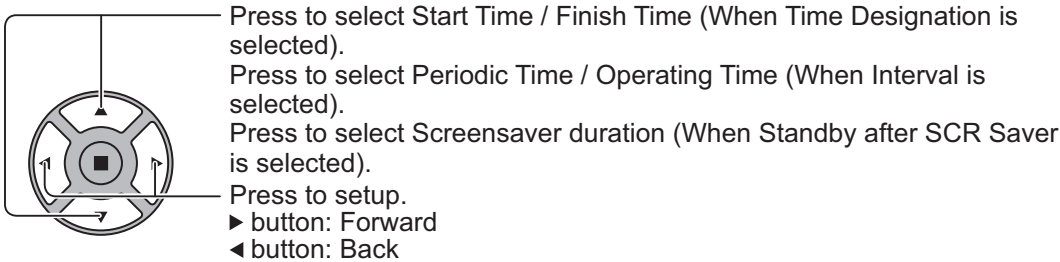 Press to select Start Time / Finish Time (When Time Designation is
selected).
Press to select Periodic Time / Operating Time (When Interval is
selected).
Press to select Screensaver duration (When Standby after SCR Saver
is selected).
Press to setup.
▶ button: Forward
◀ button: Back